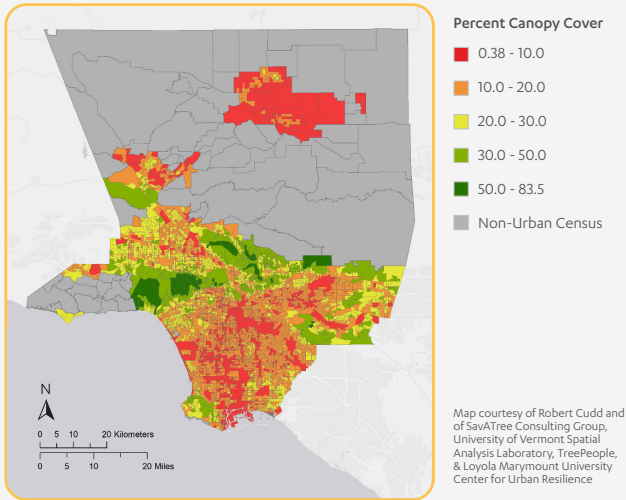 Percent Canopy Cover
0.38 - 10.0
10.0 - 20.0
20.0 - 30.0
30.0 - 50.0
50.0 - 83.5
Non-Urban Census
N
0 5 10 20 Kilometers
0 5 10 20 Miles
Map courtesy of Robert Cudd and
of SavATree Consulting Group,
University of Vermont Spatial
Analysis Laboratory, TreePeople,
& Loyola Marymount University
Center for Urban Resilience